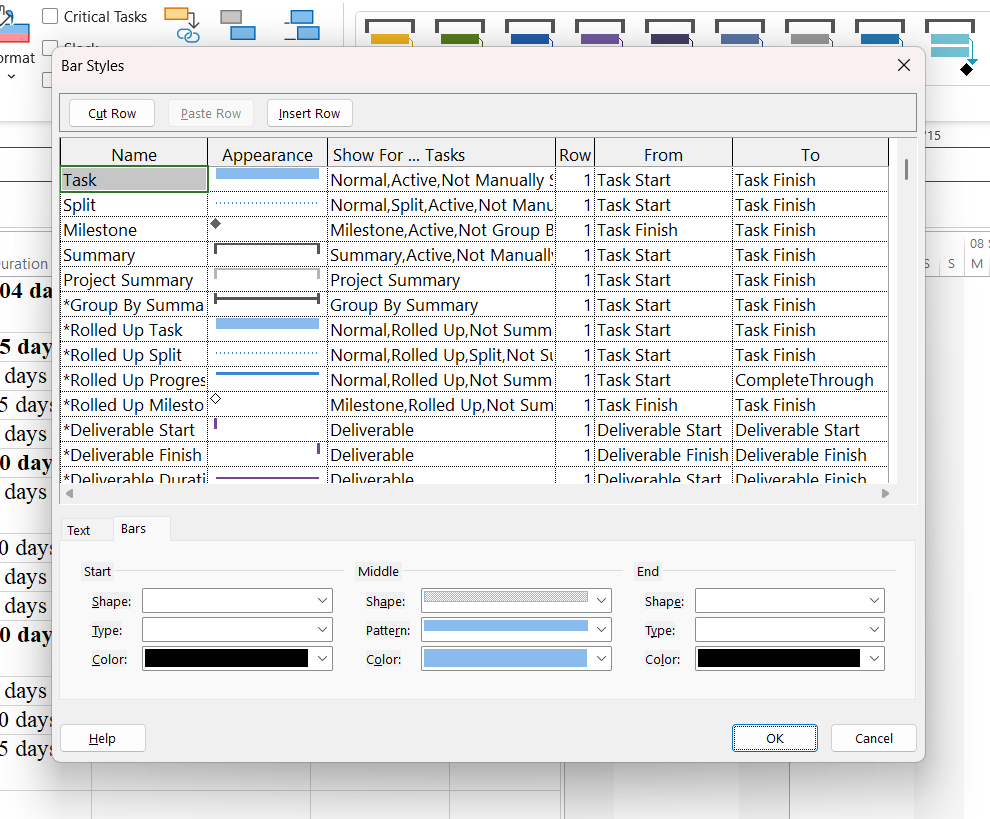 Critical Tasks
Slack
ormat
Bar Styles
Cut Row Paste Row Insert Row
'15
Name Appearance Show For ... Tasks Row From To
Task Normal,Active,Not Manually S 1 Task Start Task Finish
Split Normal,Split,Active,Not Manu 1 Task Start Task Finish
Milestone Milestone,Active,Not Group B 1 Task Finish Task Finish
08 S
Summary Summary,Active,Not Manually 1 Task Start Task Finish
uration S S M
Project Summary Project Summary 1 Task Start Task Finish
04 da
*Group By Summa Group By Summary 1 Task Start Task Finish
*Rolled Up Task Normal,Rolled Up,Not Summ 1 Task Start Task Finish
5 day
*Rolled Up Split Normal,Rolled Up,Split,Not Su 1 Task Start Task Finish
days
*Rolled Up Progres Normal,Rolled Up,Not Summ 1 Task Start CompleteThrough
5 days
*Rolled Up Milesto Milestone,Rolled Up,Not Sum 1 Task Finish Task Finish
days
*Deliverable Start Deliverable 1 Deliverable Start Deliverable Start
0 day
*Deliverable Finish Deliverable 1 Deliverable Finish Deliverable Finish
*Deliverable Durati Deliverable 1 Deliverable Start Deliverable Finish
days
Text Bars
0 days
Start Middle End
days
Shape: Shape: Shape:
days
Type: Pattern: Type:
0 day
Color: Color: Color:
days
0 days
Help OK Cancel
5 days